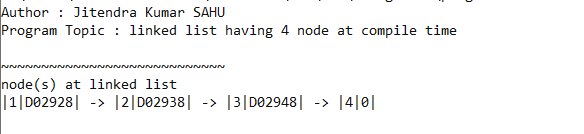 Author : Jitendra Kumar SAHU
Program Topic : linked list having 4 node at compile time
~~~~~~~~~~~~~~~~~~~~~~~~~~~~
node(s) at linked list
|1|D02928| -> |2|D02938| -> |3|D02948| -> |4|0|